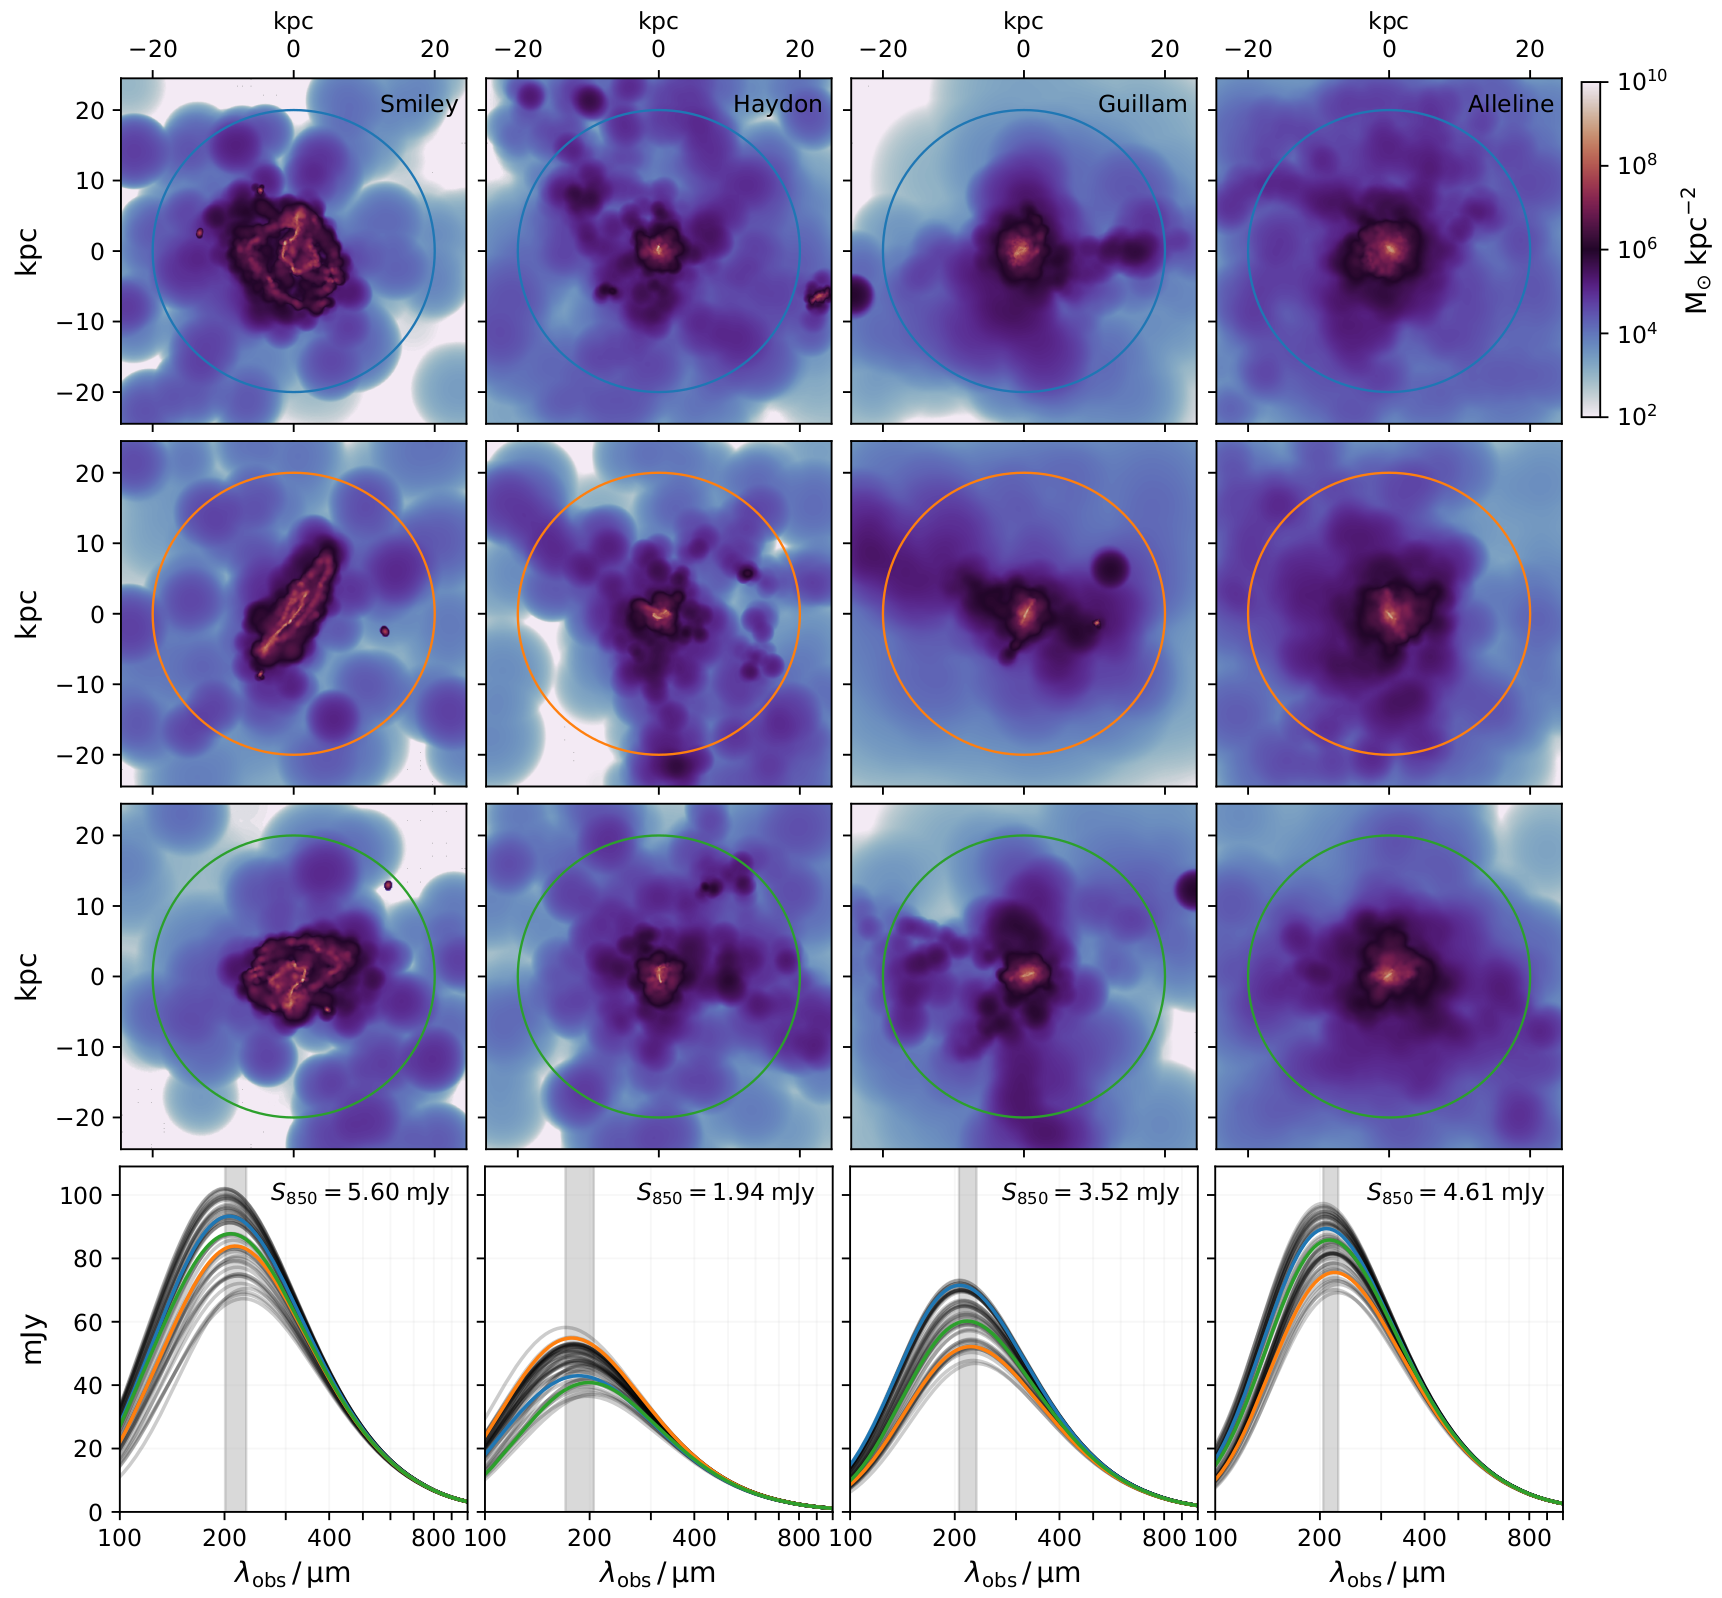 kpc kpc kpc kpc
−20 0 20 −20 0 20 −20 0 20 −20 0 20
Smiley Haydon Guillam Alleline
kpc 20 10 0 −10 −20
10^10 10^8 10^6 10^4 10^2
M⊙ kpc^−2
kpc 20 10 0 −10 −20
kpc 20 10 0 −10 −20
S850 = 5.60 mJy S850 = 1.94 mJy S850 = 3.52 mJy S850 = 4.61 mJy
mJy 100 80 60 40 20 0
100 200 400 800 100 200 400 800 100 200 400 800 100 200 400 800
λobs / μm λobs / μm λobs / μm λobs / μm